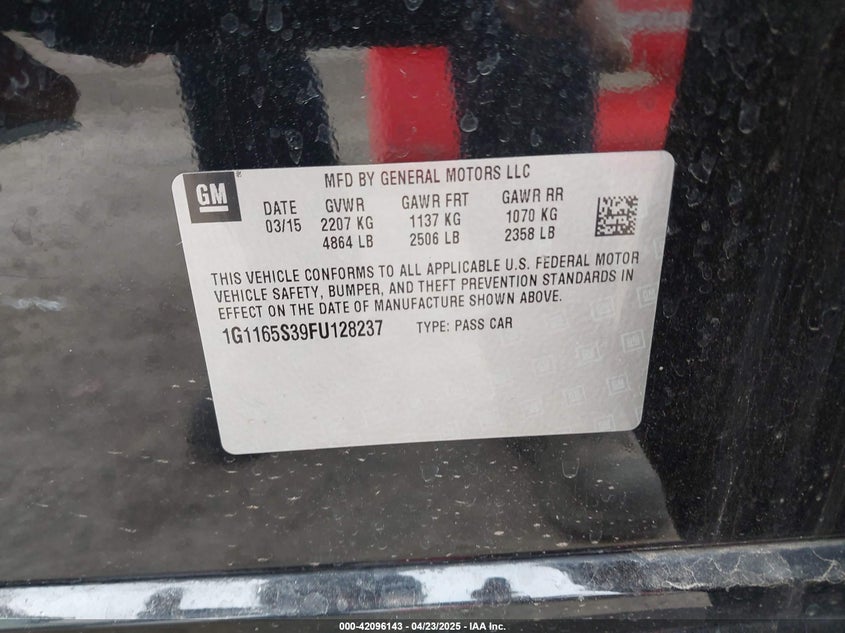 GM
MFD BY GENERAL MOTORS LLC
DATE GVWR GAWR FRT GAWR RR
03/15 2207 KG 1137 KG 1070 KG
4864 LB 2506 LB 2358 LB
THIS VEHICLE CONFORMS TO ALL APPLICABLE U.S. FEDERAL MOTOR
VEHICLE SAFETY, BUMPER, AND THEFT PREVENTION STANDARDS IN
EFFECT ON THE DATE OF MANUFACTURE SHOWN ABOVE.
1G1165S39FU128237 TYPE: PASS CAR
000-42096143 - 04/23/2025 - IAA Inc.